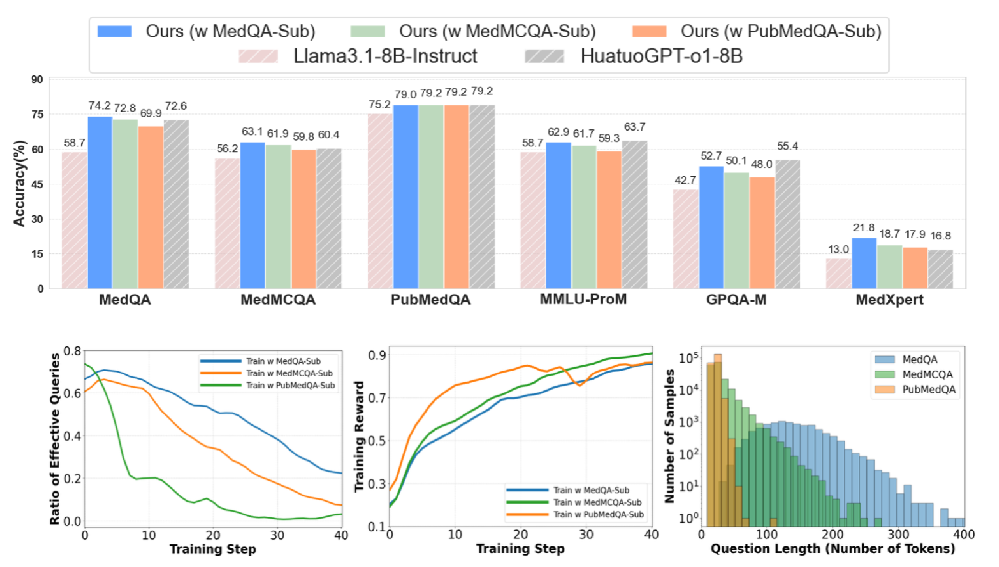 Ours (w MedQA-Sub) Ours (w MedMCQA-Sub) Ours (w PubMedQA-Sub)
Llama3.1-8B-Instruct HuatuoGPT-o1-8B
Accuracy(%)
90
75
60
45
30
15
0
58.7 74.2 72.8 69.9 72.6
56.2 63.1 61.9 59.8 60.4
75.2 79.0 79.2 79.2 79.2
58.7 62.9 61.7 59.3 63.7
42.7 52.7 50.1 48.0 55.4
13.0 21.8 18.7 17.9 16.8
MedQA MedMCQA PubMedQA MMLU-ProM GPQA-M MedXpert
Ratio of Effective Queries
0.8
0.6
0.4
0.2
0.0
Train w MedQA-Sub
Train w MedMCQA-Sub
Train w PubMedQA-Sub
0 10 20 30 40
Training Step
Training Reward
0.9
0.7
0.5
0.3
0.1
Train w MedQA-Sub
Train w MedMCQA-Sub
Train w PubMedQA-Sub
0 10 20 30 40
Training Step
Number of Samples
10⁵
10⁴
10³
10²
10¹
10⁰
MedQA
MedMCQA
PubMedQA
0 100 200 300 400
Question Length (Number of Tokens)